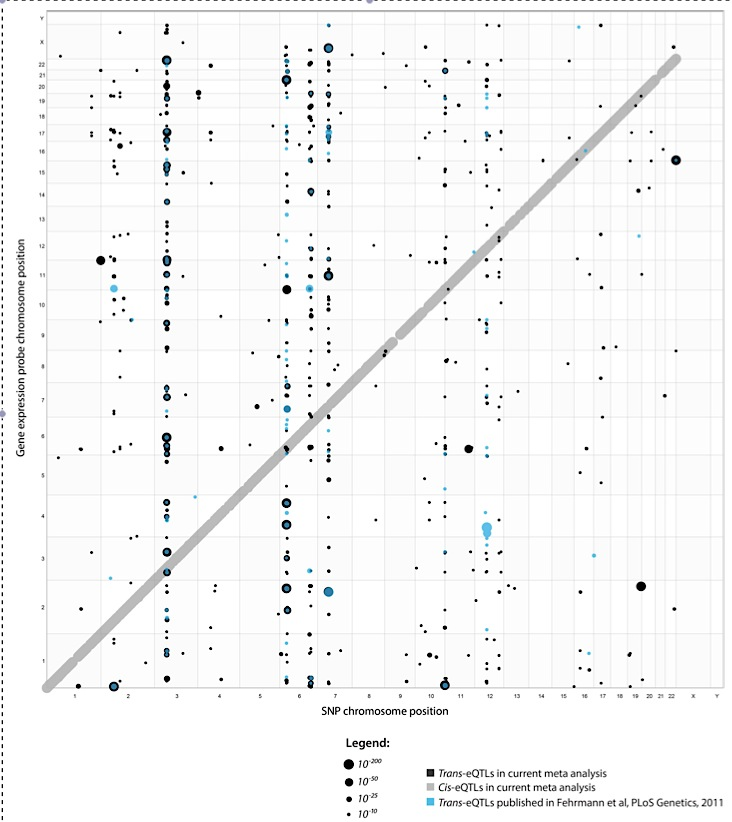 Gene expression probe chromosome position
Y
X
22
21
20
19
18
17
16
15
14
13
12
11
10
9
8
7
6
5
4
3
2
1
1 2 3 4 5 6 7 8 9 10 11 12 13 14 15 16 17 18 19 20 21 22 X Y
SNP chromosome position
Legend:
10-200
10-50
10-25
10-10
Trans-eQTLs in current meta analysis
Cis-eQTLs in current meta analysis
Trans-eQTLs published in Fehrmann et al, PLoS Genetics, 2011